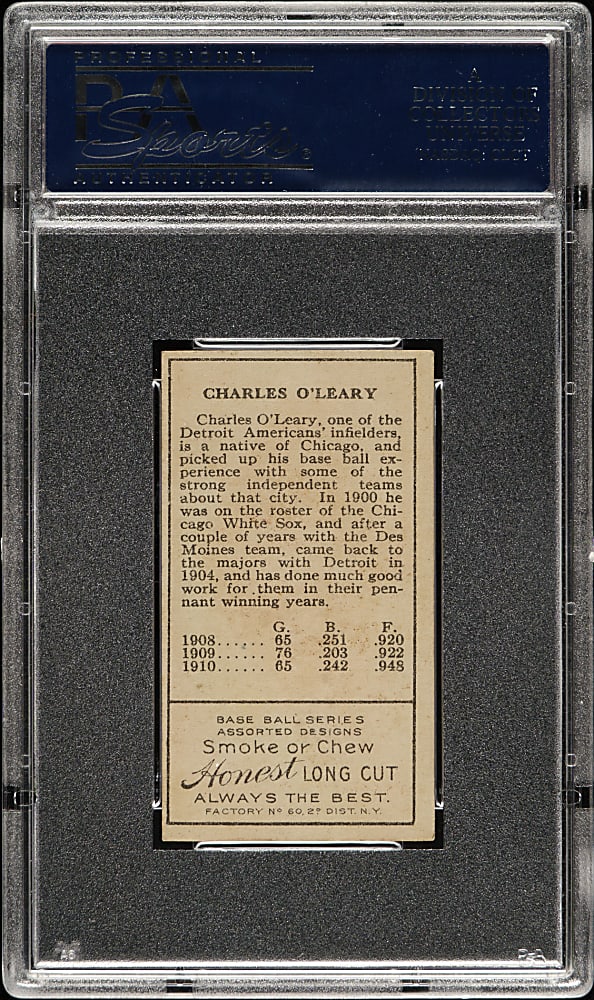 PROFESSIONAL
PSA
Sports ®
AUTHENTICATOR
A
DIVISION OF
COLLECTORS
UNIVERSE
CHARLES O'LEARY
Charles O'Leary, one of the
Detroit Americans' infielders,
is a native of Chicago, and
picked up his base ball ex-
perience with some of the
strong independent teams
about that city. In 1900 he
was on the roster of the Chi-
cago White Sox, and after a
couple of years with the Des
Moines team, came back to
the majors with Detroit in
1904, and has done much good
work for them in their pen-
nant winning years.
G. B. F.
1908...... 65 .251 .920
1909...... 76 .203 .922
1910...... 65 .242 .948
BASE BALL SERIES
ASSORTED DESIGNS
Smoke or Chew
Honest LONG CUT
ALWAYS THE BEST.
FACTORY Nº 60, 2ᴰ DIST. N.Y.
PSA